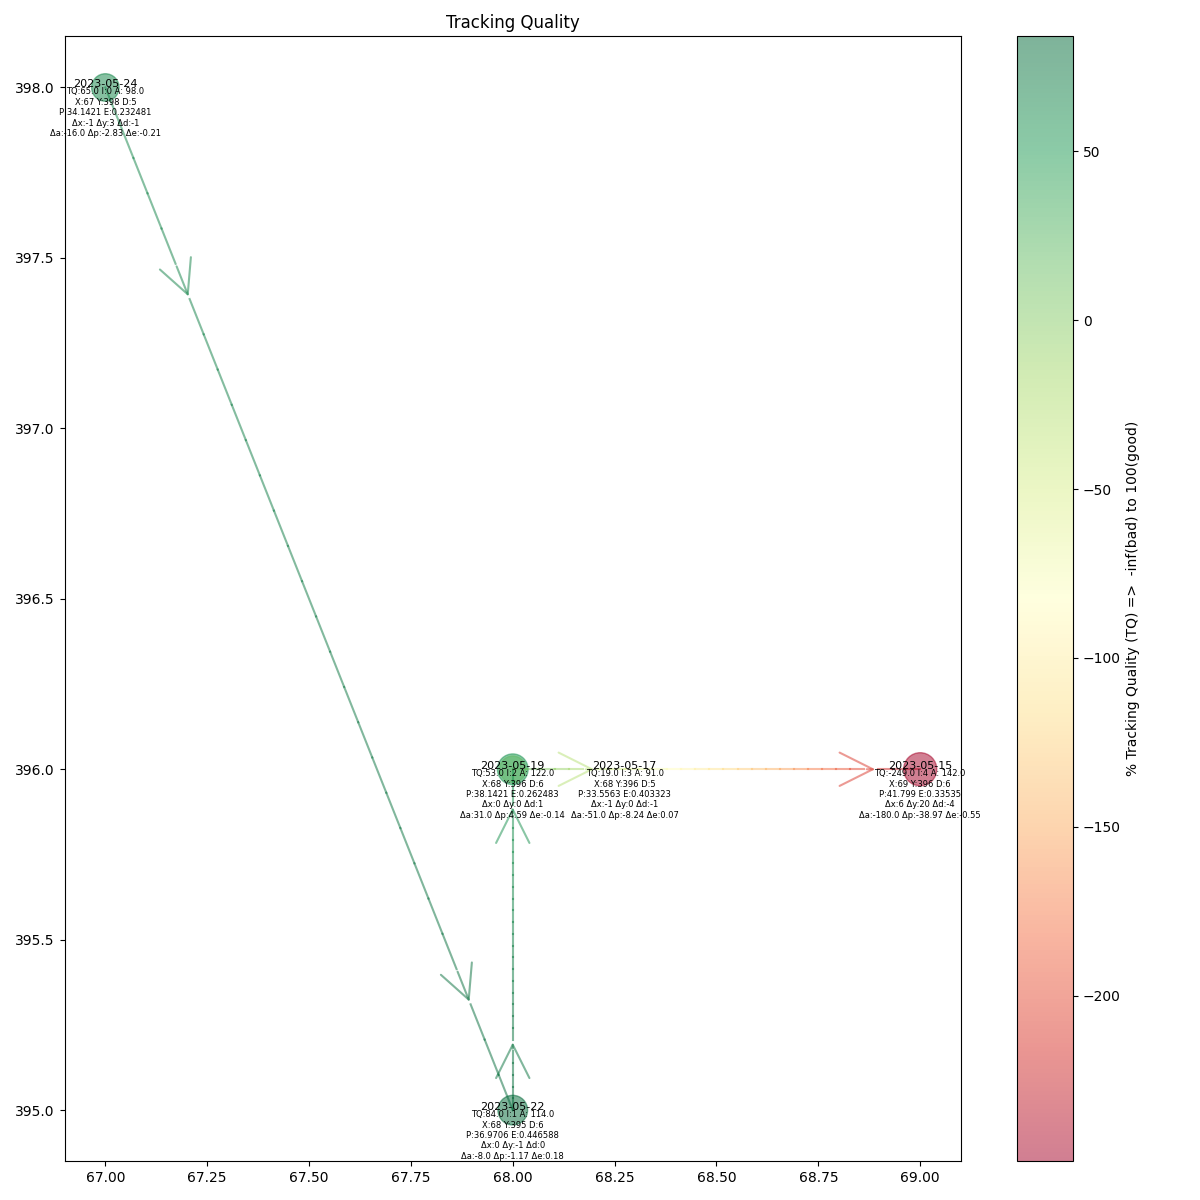 Tracking Quality
398.0
397.5
397.0
396.5
396.0
395.5
395.0
67.00
67.25
67.50
67.75
68.00
68.25
68.50
68.75
69.00
2023-05-24
TQ:65.0 I:0 A: 98.0
X:67 Y:398 D:5
P:34.1421 E:0.232481
Δx:-1 Δy:3 Δd:-1
Δa:-16.0 Δp:-2.83 Δe:-0.21
2023-05-19
TQ:53.0 I:2 A: 122.0
X:68 Y:396 D:6
P:38.1421 E:0.262483
Δx:0 Δy:0 Δd:1
Δa:31.0 Δp:4.59 Δe:-0.14
2023-05-17
TQ:19.0 I:3 A: 91.0
X:68 Y:396 D:5
P:33.5563 E:0.403323
Δx:-1 Δy:0 Δd:-1
Δa:-51.0 Δp:-8.24 Δe:0.07
2023-05-15
TQ:-249.0 I:4 A: 142.0
X:69 Y:396 D:6
P:41.799 E:0.33535
Δx:6 Δy:20 Δd:-4
Δa:-180.0 Δp:-38.97 Δe:-0.55
2023-05-22
TQ:84.0 I:1 A: 114.0
X:68 Y:395 D:6
P:36.9706 E:0.446588
Δx:0 Δy:-1 Δd:0
Δa:-8.0 Δp:-1.17 Δe:0.18
50
0
−50
−100
−150
−200
% Tracking Quality (TQ) =>  -inf(bad) to 100(good)